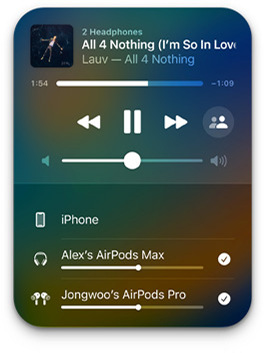 2 Headphones
All 4 Nothing (I'm So In Love
Lauv — All 4 Nothing
1:54
-1:09
iPhone
Alex's AirPods Max
Jongwoo's AirPods Pro